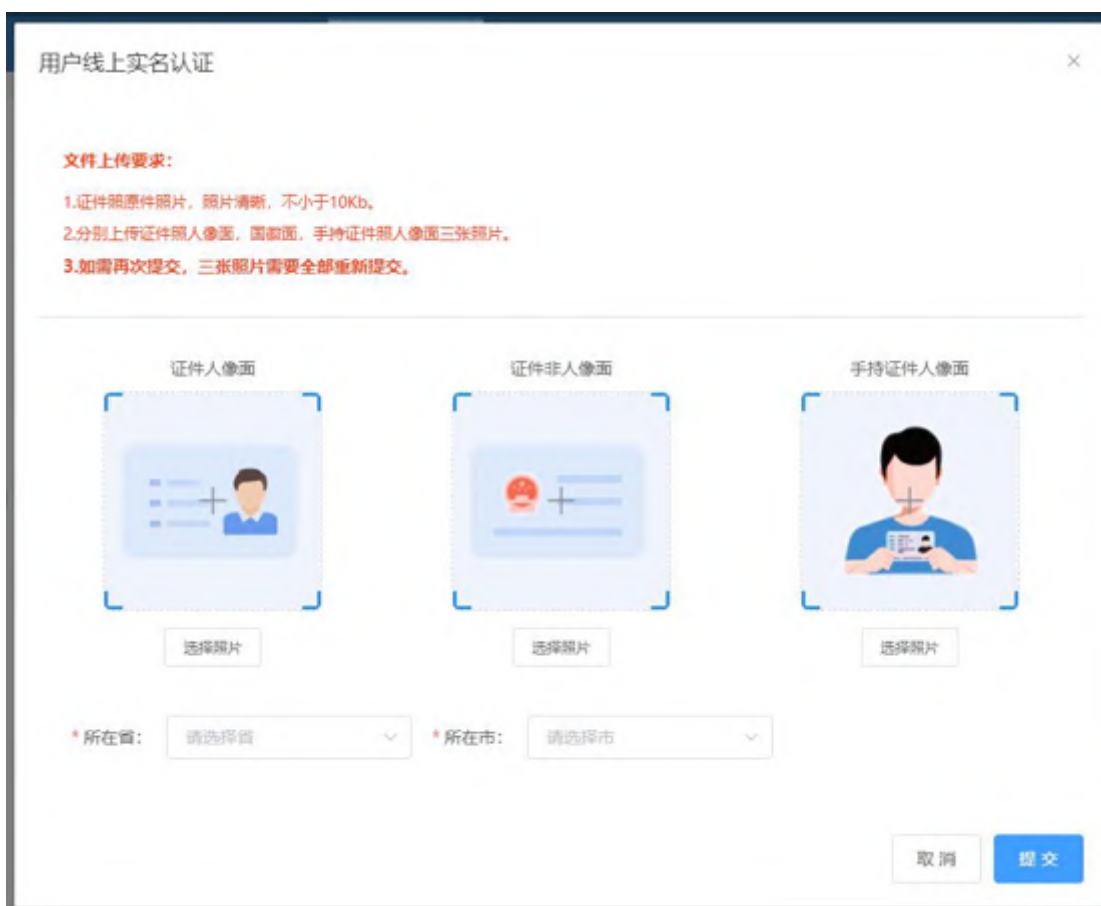 用户线上实名认证
文件上传要求：
1.证件照原件照片，照片清晰，不小于10Kb。
2.分别上传证件照人像面，国徽面，手持证件照人像面三张照片。
3.如需再次提交，三张照片需要全部重新提交。
证件人像面 证件非人像面 手持证件人像面
选择照片 选择照片 选择照片
* 所在省： 请选择省 * 所在市： 请选择市
取 消 提 交